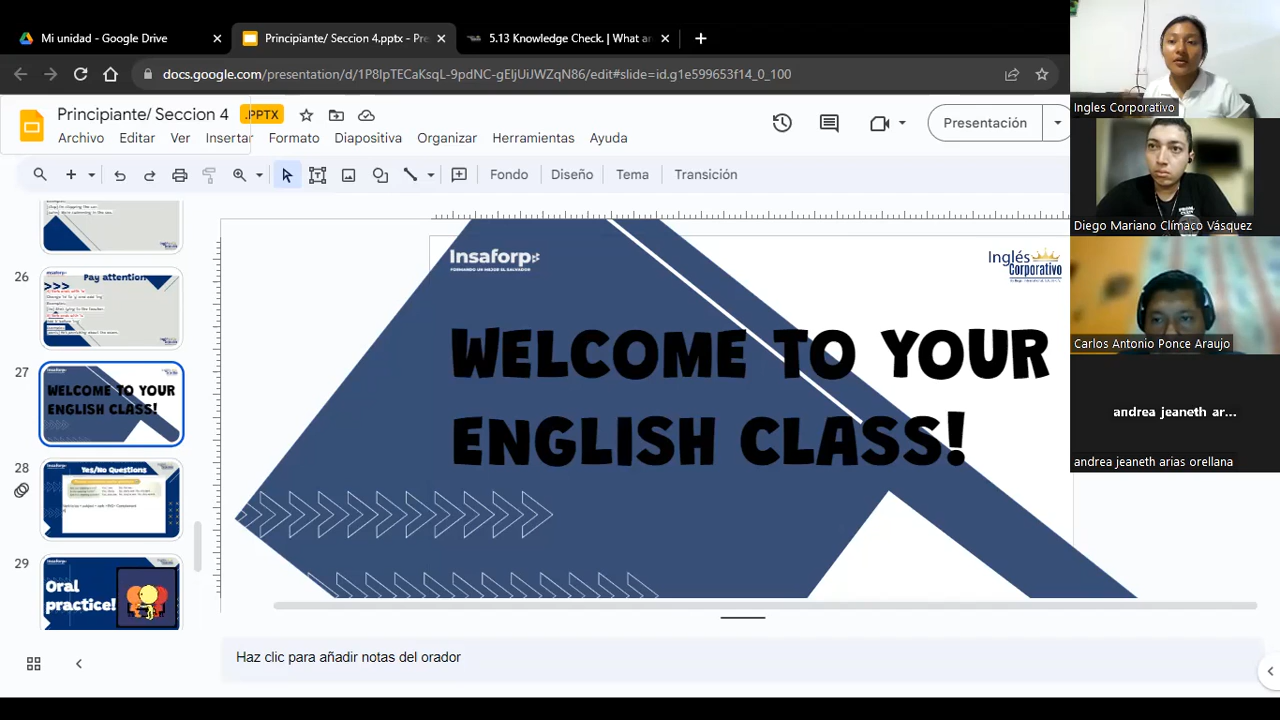 Mi unidad - Google Drive
Principiante/ Seccion 4.pptx - Pre
5.13 Knowledge Check. | What an
docs.google.com/presentation/d/1P8IpTECaKsqL-9pdNC-gEIjUiJWZqN86/edit#slide=id.g1e599653f14_0_100
Principiante/ Seccion 4
.PPTX
Archivo Editar Ver Insertar Formato Diapositiva Organizar Herramientas Ayuda
Presentación
Fondo Diseño Tema Transición
26
Pay attention
27
WELCOME TO YOUR
ENGLISH CLASS!
28
Yes/No Questions
29
Oral
practice!
Insaforp
FORMANDO UN MEJOR EL SALVADOR
Inglés
Corporativo
WELCOME TO YOUR
ENGLISH CLASS!
Haz clic para añadir notas del orador
Ingles Corporativo
Diego Mariano Clímaco Vásquez
Carlos Antonio Ponce Araujo
andrea jeaneth ar...
andrea jeaneth arias orellana